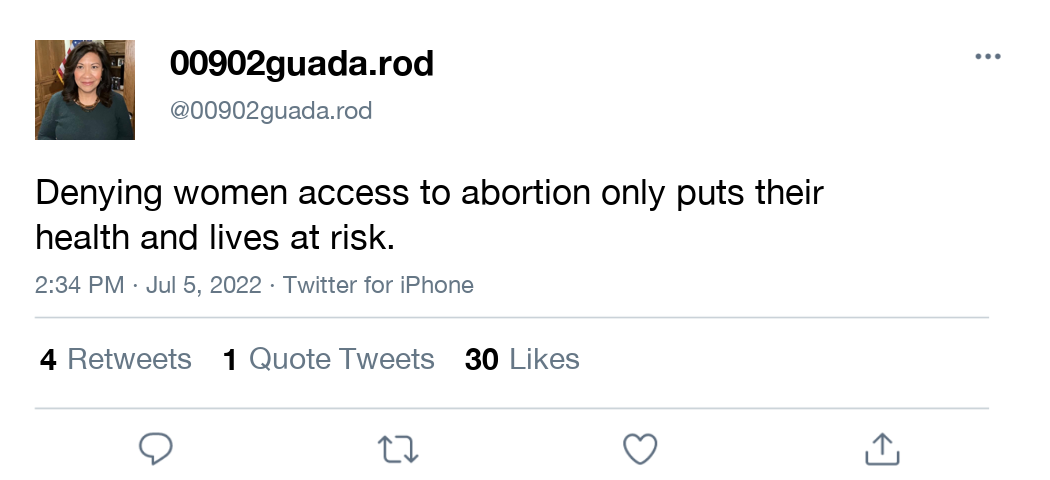 00902guada.rod
@00902guada.rod
Denying women access to abortion only puts their
health and lives at risk.
2:34 PM · Jul 5, 2022 · Twitter for iPhone
4 Retweets 1 Quote Tweets 30 Likes